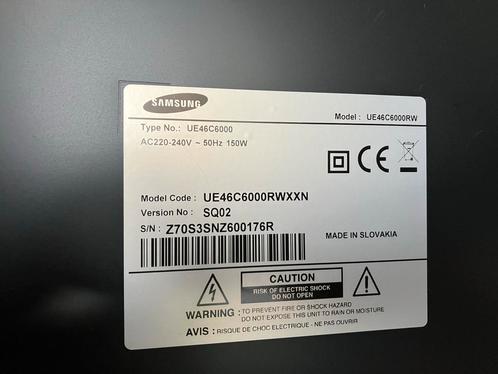 SAMSUNG
Model : UE46C6000RW
Type No.: UE46C6000
AC220-240V ~ 50Hz 150W
CE
Model Code : UE46C6000RWXXN
Version No : SQ02
S/N : Z70S3SNZ600176R
MADE IN SLOVAKIA
CAUTION
RISK OF ELECTRIC SHOCK
DO NOT OPEN
WARNING : TO PREVENT FIRE or SHOCK HAZARD
DO NOT EXPOSE THIS UNIT TO RAIN OR MOISTURE
AVIS : RISQUE DE CHOC ELECTRIQUE - NE PAS OUVRIR